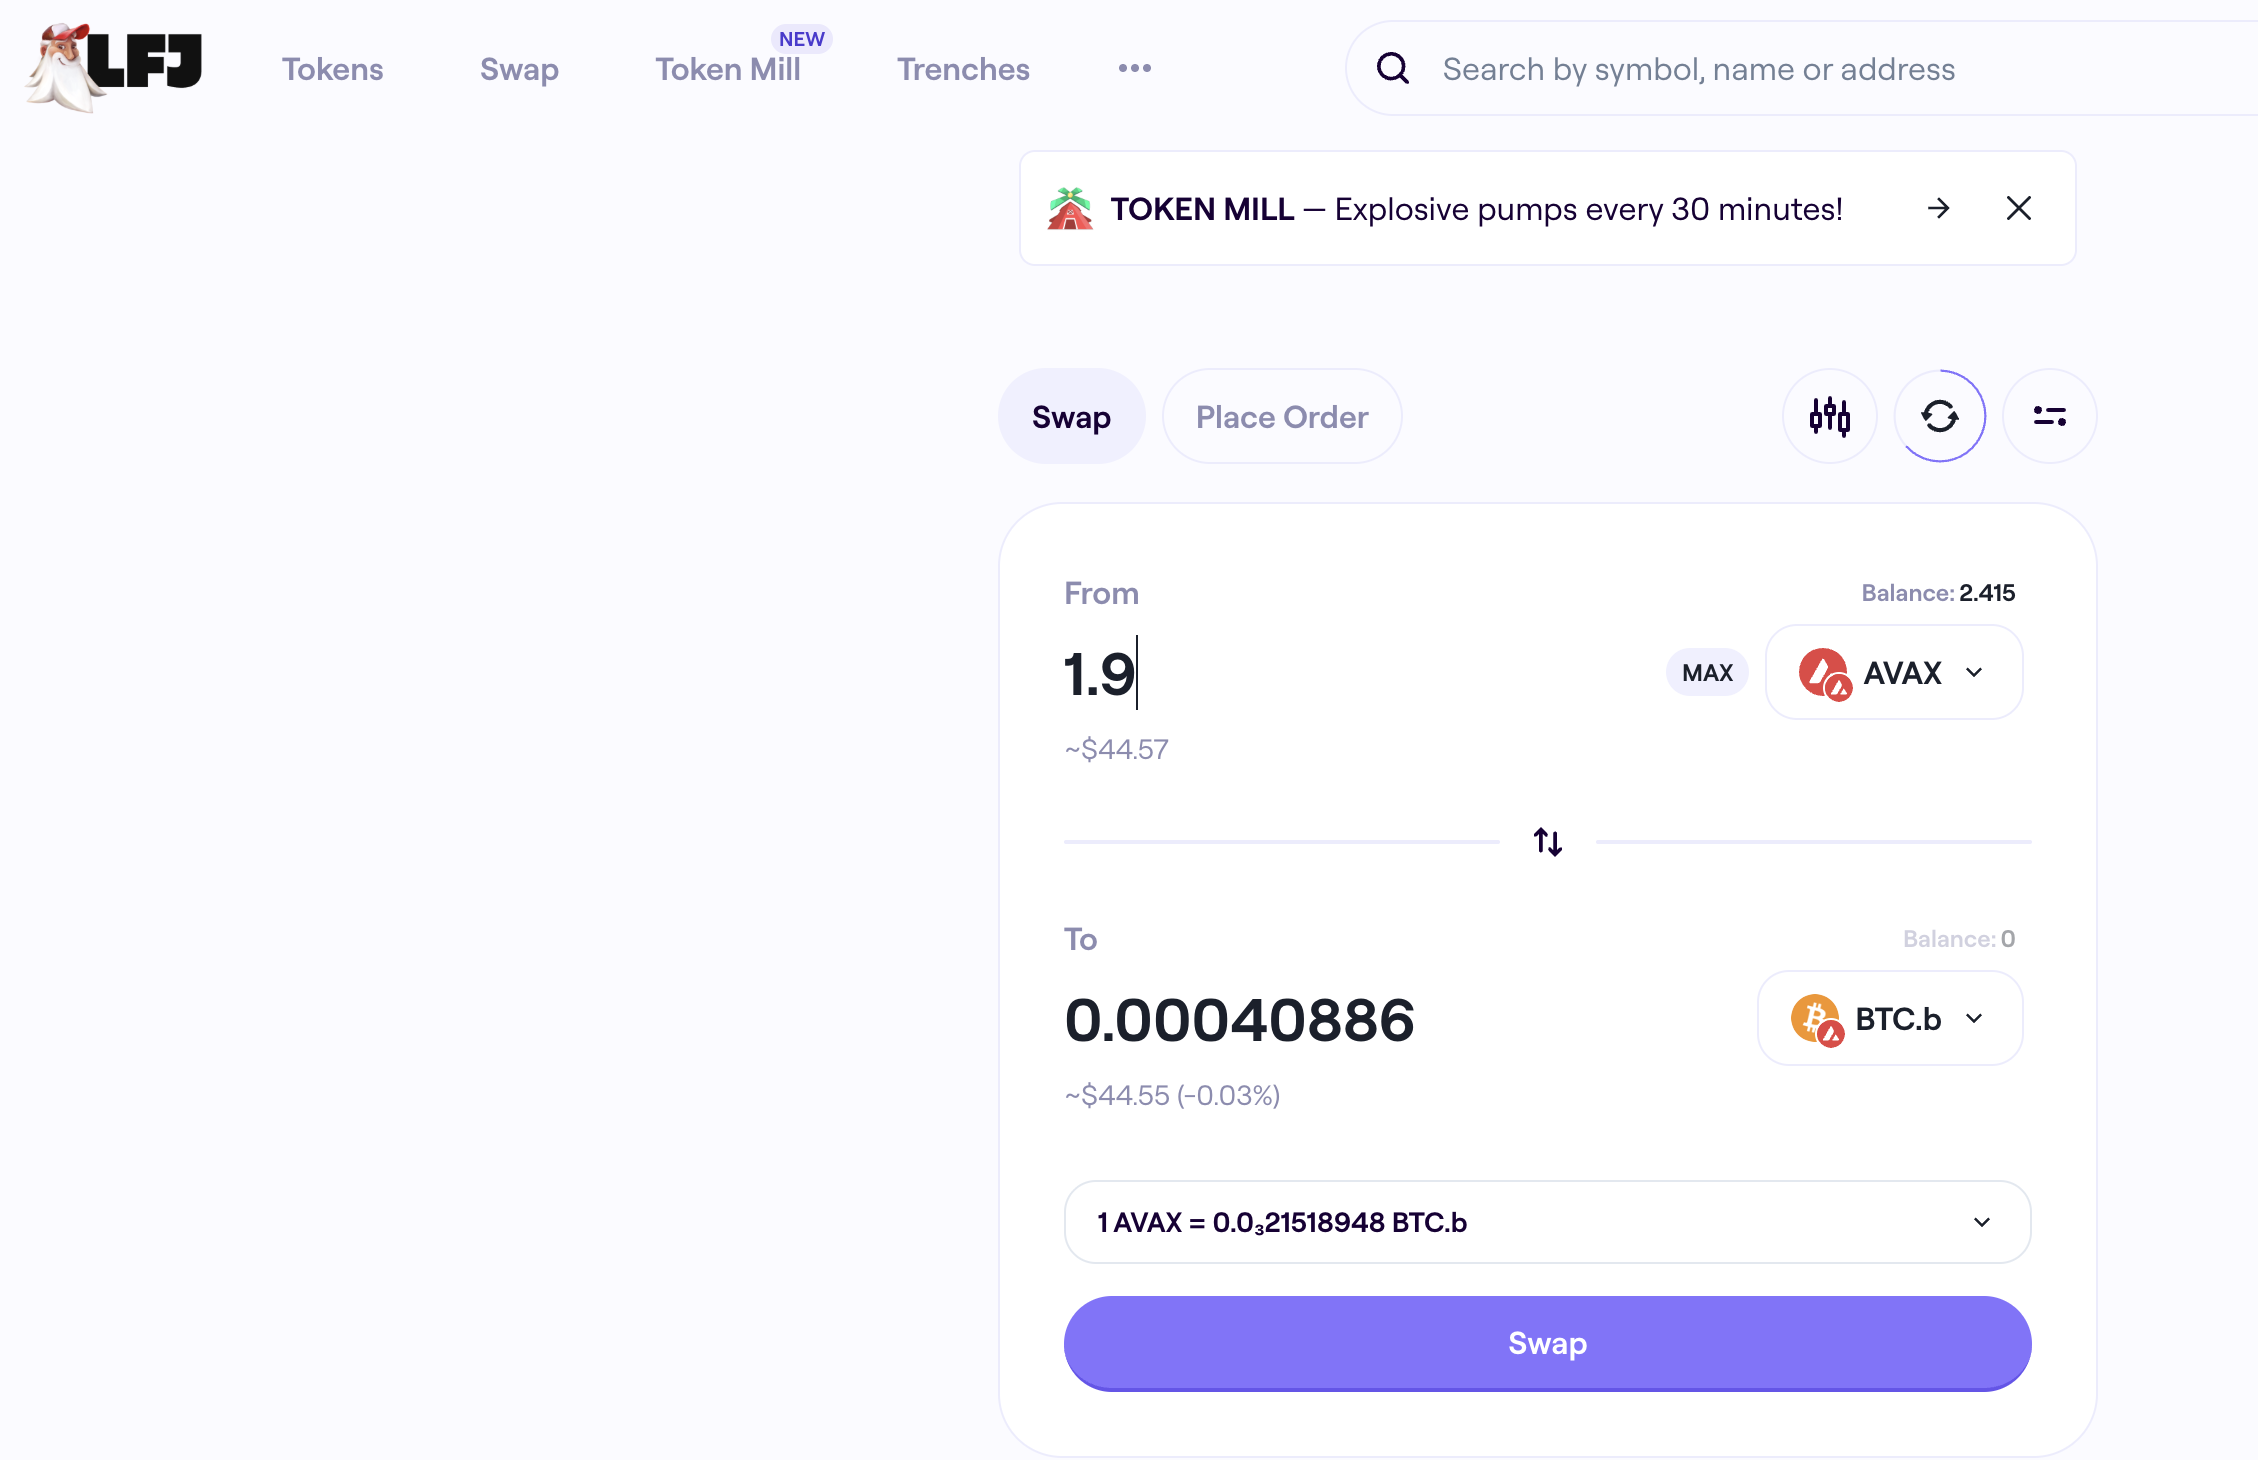 LFJ
Tokens
Swap
Token Mill
NEW
Trenches
Search by symbol, name or address
TOKEN MILL — Explosive pumps every 30 minutes!
Swap
Place Order
From
Balance: 2.415
1.9
MAX
AVAX
~$44.57
To
Balance: 0
0.00040886
BTC.b
~$44.55 (-0.03%)
1 AVAX = 0.0₃21518948 BTC.b
Swap